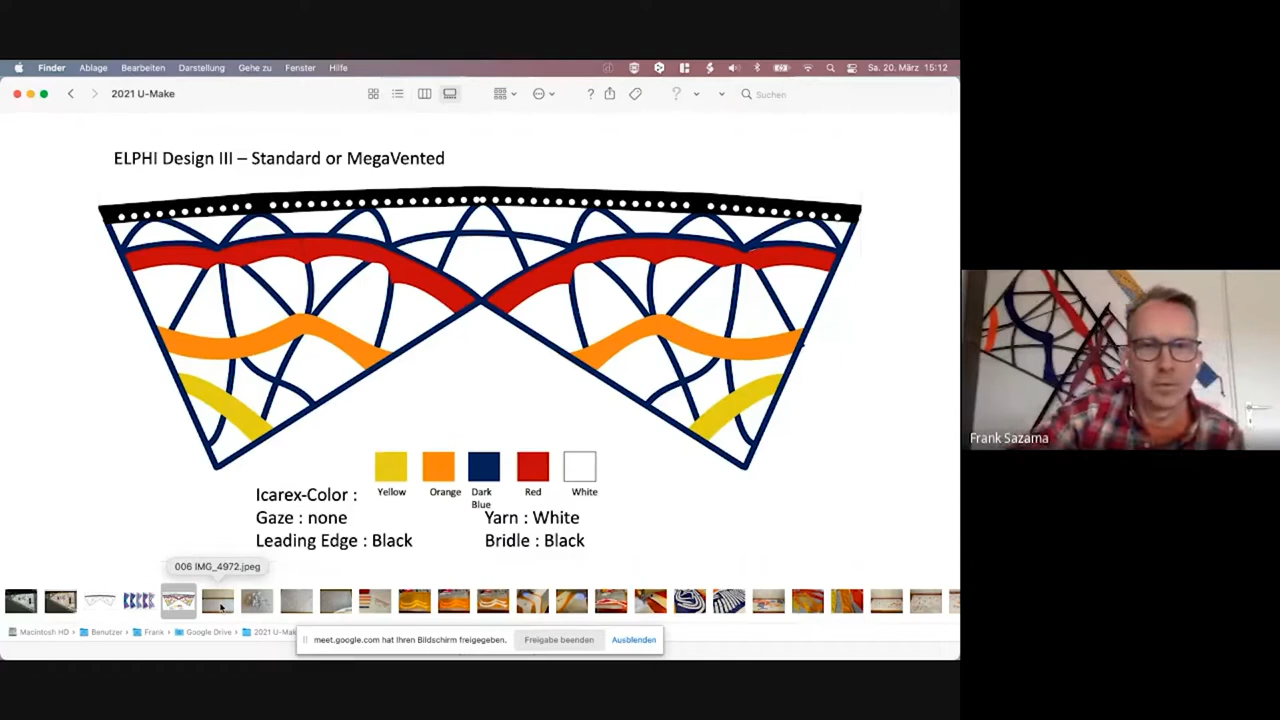 Finder Ablage Bearbeiten Darstellung Gehe zu Fenster Hilfe Sa. 20. März 15:12
2021 U-Make Suchen
ELPHI Design III – Standard or MegaVented
Icarex-Color :
Yellow Orange Dark Blue Red White
Gaze : none Yarn : White
Leading Edge : Black Bridle : Black
006 IMG_4972.jpeg
Macintosh HD › Benutzer › Frank › Google Drive › 2021 U-Mak
meet.google.com hat Ihren Bildschirm freigegeben. Freigabe beenden Ausblenden
Frank Sazama